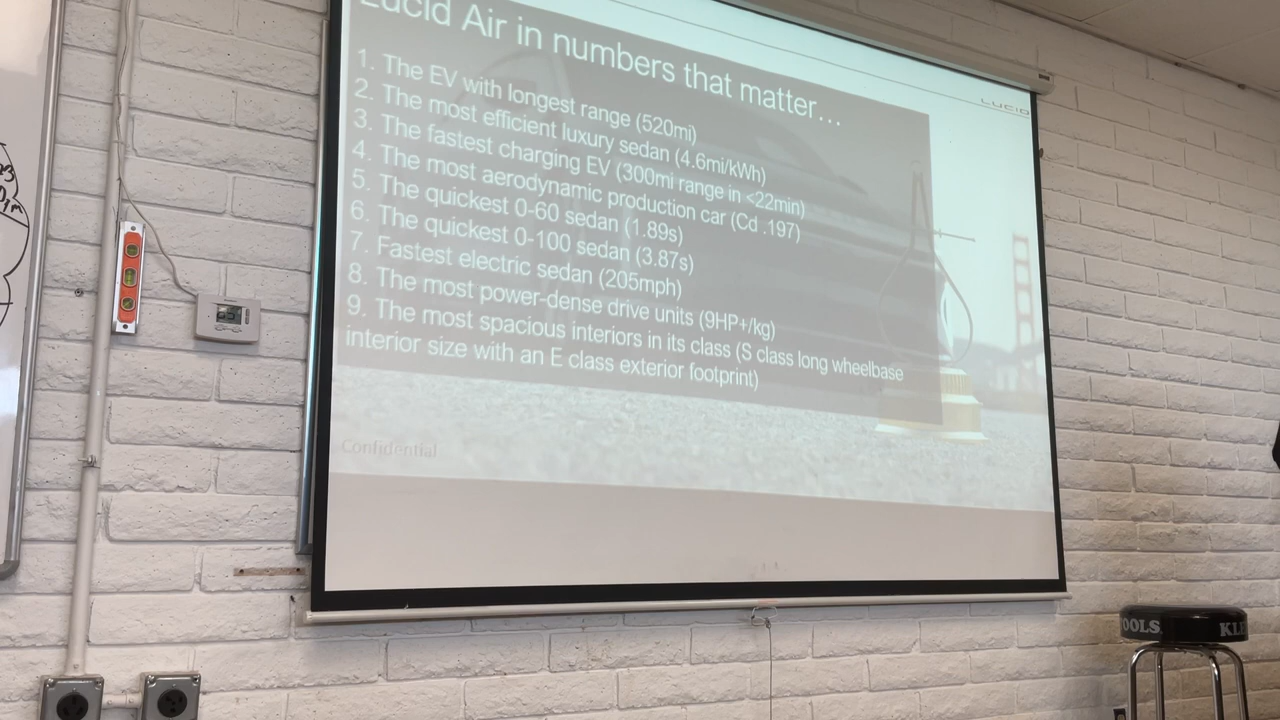 Lucid Air in numbers that matter...
LUCID
1. The EV with longest range (520mi)
2. The most efficient luxury sedan (4.6mi/kWh)
3. The fastest charging EV (300mi range in <22min)
4. The most aerodynamic production car (Cd .197)
5. The quickest 0-60 sedan (1.89s)
6. The quickest 0-100 sedan (3.87s)
7. Fastest electric sedan (205mph)
8. The most power-dense drive units (9HP+/kg)
9. The most spacious interiors in its class (S class long wheelbase
interior size with an E class exterior footprint)
Confidential
OOLS KLE